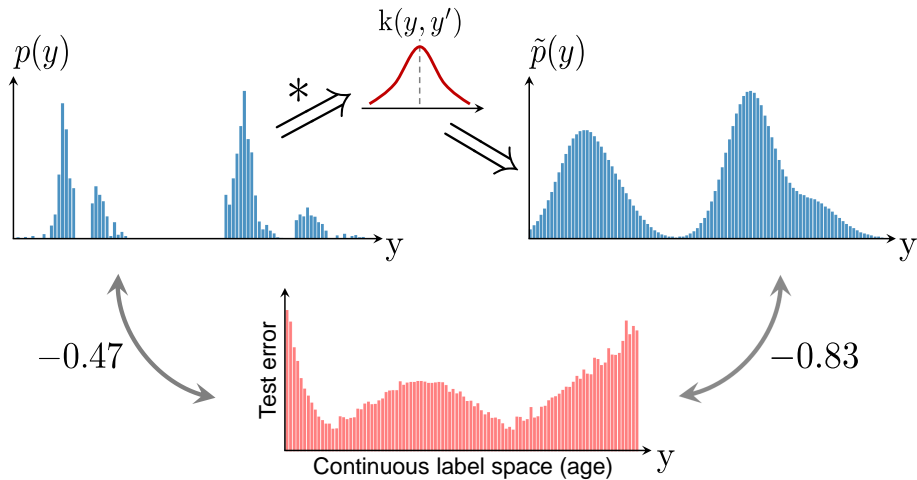 k(y, y′)
p(y)
*
p̃(y)
y
y
−0.47
−0.83
Test error
y
Continuous label space (age)